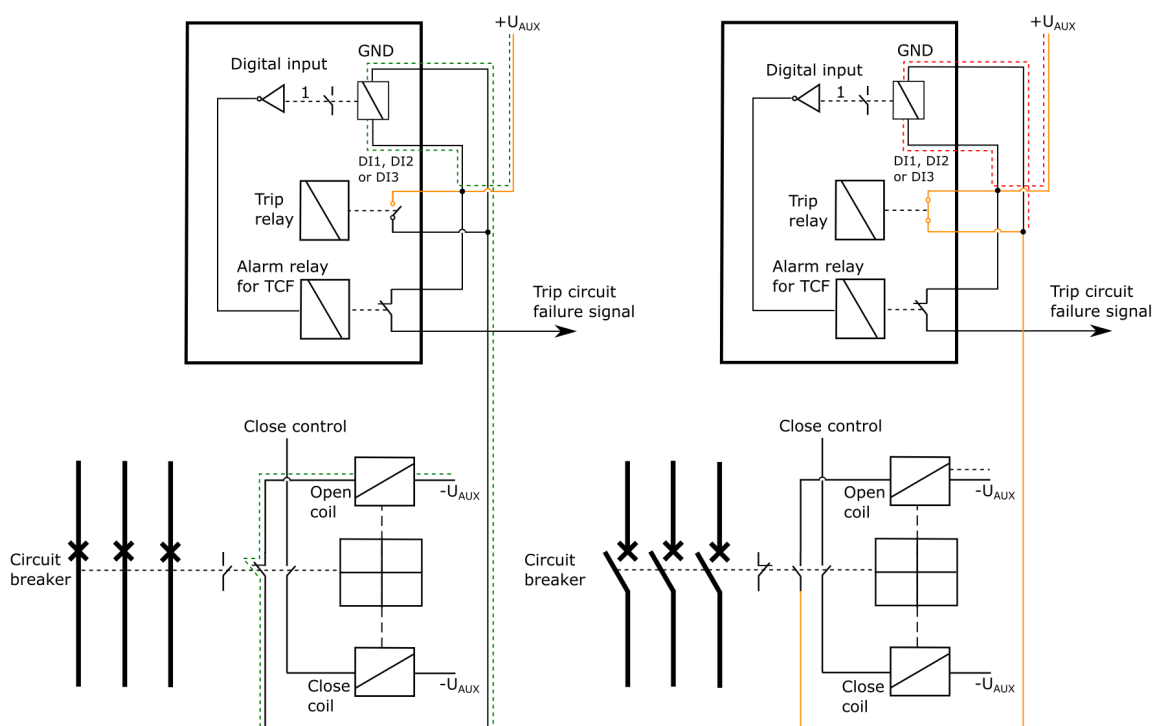 +UAUX
GND
Digital input
1
DI1, DI2
or DI3
Trip
relay
Alarm relay
for TCF
Trip circuit
failure signal
Close control
Open
coil
-UAUX
Circuit
breaker
Close
coil
-UAUX
+UAUX
GND
Digital input
1
DI1, DI2
or DI3
Trip
relay
Alarm relay
for TCF
Trip circuit
failure signal
Close control
Open
coil
-UAUX
Circuit
breaker
Close
coil
-UAUX